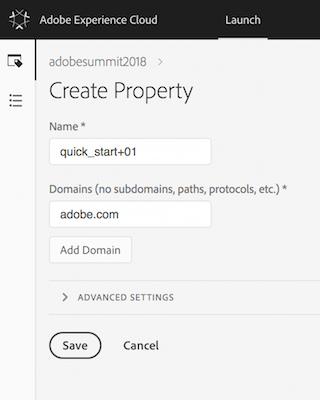 Adobe Experience Cloud Launch
adobesummit2018 >
Create Property
Name *
quick_start+01
Domains (no subdomains, paths, protocols, etc.) *
adobe.com
Add Domain
> ADVANCED SETTINGS
Save Cancel